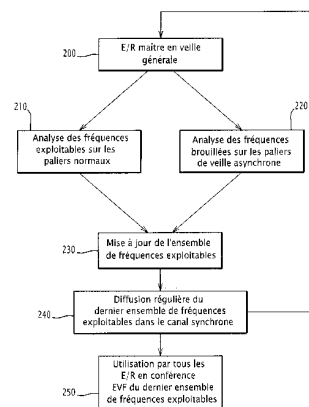 E/R maître en veille
générale
200
210
Analyse des fréquences
exploitables sur les
paliers normaux
220
Analyse des fréquences
brouillées sur les paliers
de veille asynchrone
230
Mise à jour de l'ensemble
de fréquences exploitables
Diffusion régulière du
dernier ensemble de fréquences
exploitables dans le canal synchrone
240
Utilisation par tous les
E/R en conférence
EVF du dernier ensemble
de fréquences exploitables
250